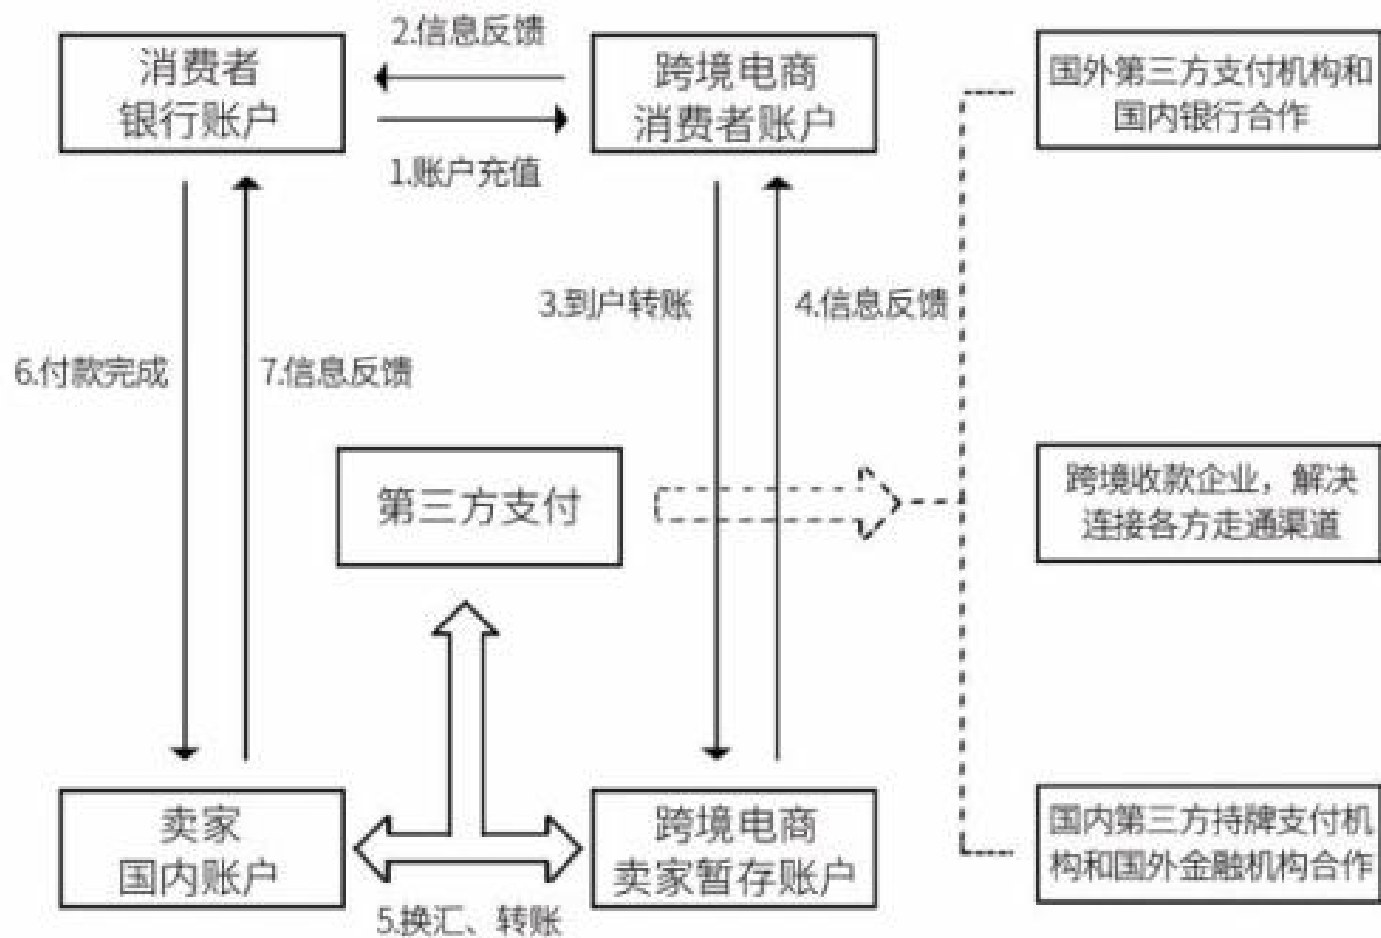 2.信息反馈
消费者
银行账户
跨境电商
消费者账户
国外第三方支付机构和
国内银行合作
1.账户充值
3.到户转账
4.信息反馈
6.付款完成
7.信息反馈
第三方支付
跨境收款企业，解决
连接各方走通渠道
卖家
国内账户
跨境电商
卖家暂存账户
国内第三方持牌支付机
构和国外金融机构合作
5.换汇、转账